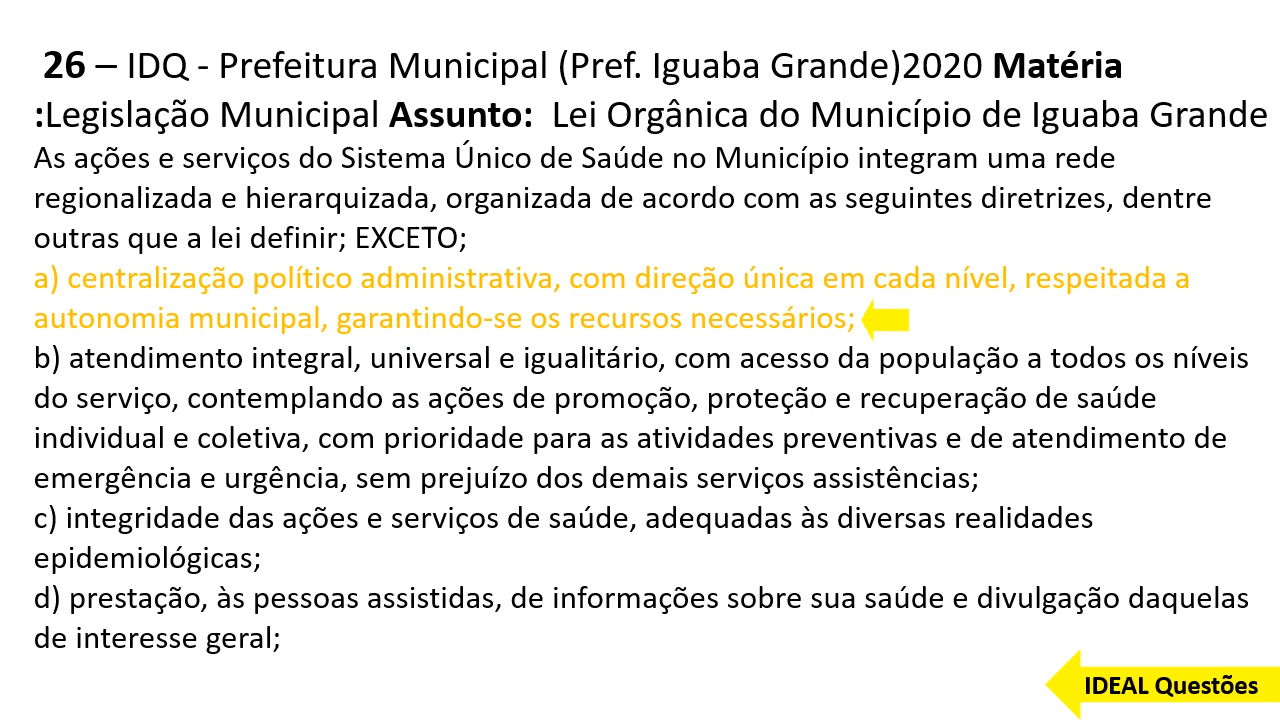 26 – IDQ - Prefeitura Municipal (Pref. Iguaba Grande)2020 Matéria
:Legislação Municipal Assunto: Lei Orgânica do Município de Iguaba Grande
As ações e serviços do Sistema Único de Saúde no Município integram uma rede
regionalizada e hierarquizada, organizada de acordo com as seguintes diretrizes, dentre
outras que a lei definir; EXCETO;
a) centralização político administrativa, com direção única em cada nível, respeitada a
autonomia municipal, garantindo-se os recursos necessários;
b) atendimento integral, universal e igualitário, com acesso da população a todos os níveis
do serviço, contemplando as ações de promoção, proteção e recuperação de saúde
individual e coletiva, com prioridade para as atividades preventivas e de atendimento de
emergência e urgência, sem prejuízo dos demais serviços assistências;
c) integridade das ações e serviços de saúde, adequadas às diversas realidades
epidemiológicas;
d) prestação, às pessoas assistidas, de informações sobre sua saúde e divulgação daquelas
de interesse geral;
IDEAL Questões